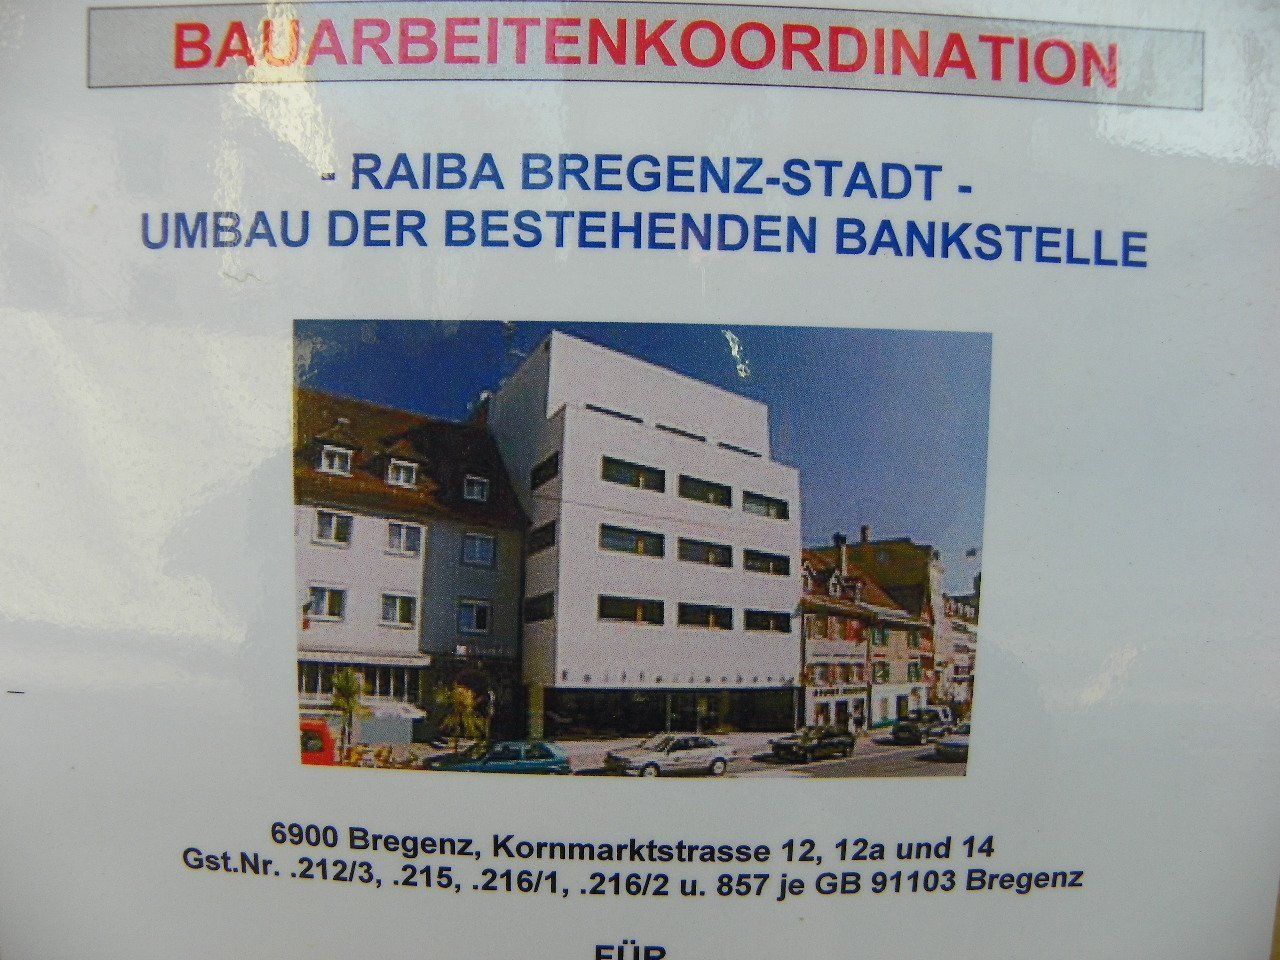 BAUARBEITENKOORDINATION
- RAIBA BREGENZ-STADT -
UMBAU DER BESTEHENDEN BANKSTELLE
6900 Bregenz, Kornmarktstrasse 12, 12a und 14
Gst.Nr. .212/3, .215, .216/1, .216/2 u. 857 je GB 91103 Bregenz
FÜR